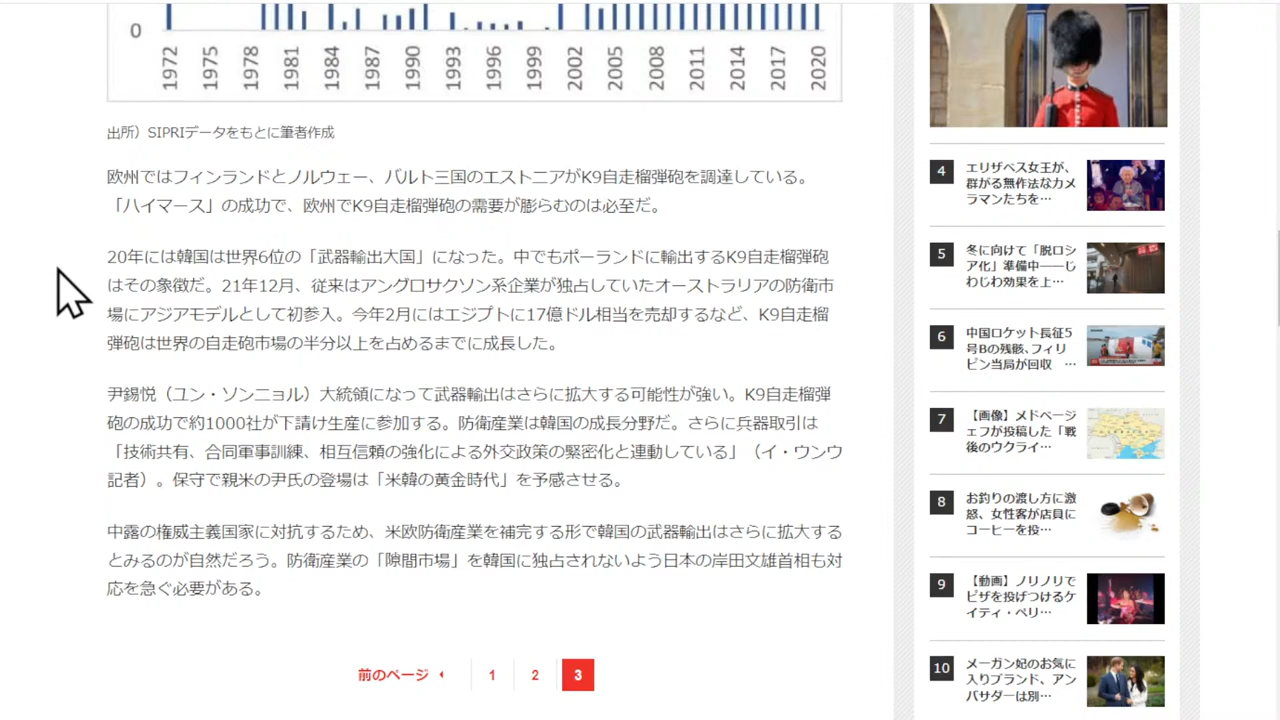 0
1972
1975
1978
1981
1984
1987
1990
1993
1996
1999
2002
2005
2008
2011
2014
2017
2020
出所）SIPRIデータをもとに筆者作成
欧州ではフィンランドとノルウェー、バルト三国のエストニアがK9自走榴弾砲を調達している。
「ハイマース」の成功で、欧州でK9自走榴弾砲の需要が膨らむのは必至だ。
20年には韓国は世界6位の「武器輸出大国」になった。中でもポーランドに輸出するK9自走榴弾砲
はその象徴だ。21年12月、従来はアングロサクソン系企業が独占していたオーストラリアの防衛市
場にアジアモデルとして初参入。今年2月にはエジプトに17億ドル相当を売却するなど、K9自走榴
弾砲は世界の自走砲市場の半分以上を占めるまでに成長した。
尹錫悦（ユン・ソンニョル）大統領になって武器輸出はさらに拡大する可能性が強い。K9自走榴弾
砲の成功で約1000社が下請け生産に参加する。防衛産業は韓国の成長分野だ。さらに兵器取引は
「技術共有、合同軍事訓練、相互信頼の強化による外交政策の緊密化と連動している」（イ・ウンウ
記者）。保守で親米の尹氏の登場は「米韓の黄金時代」を予感させる。
中露の権威主義国家に対抗するため、米欧防衛産業を補完する形で韓国の武器輸出はさらに拡大する
とみるのが自然だろう。防衛産業の「隙間市場」を韓国に独占されないよう日本の岸田文雄首相も対
応を急ぐ必要がある。
前のページ
1
2
3
4
エリザベス女王が、
群がる無作法なカメ
ラマンたちを…
5
冬に向けて「脱ロシ
ア化」準備中――じ
わじわ効果を上…
6
中国ロケット長征5
号Bの残骸、フィリ
ピン当局が回収 …
7
【画像】メドベージ
ェフが投稿した「戦
後のウクライ…
8
お釣りの渡し方に激
怒、女性客が店員に
コーヒーを投…
9
【動画】ノリノリで
ピザを投げつけるケ
イティ・ペリ…
10
メーガン妃のお気に
入りブランド、アン
バサダーは別…